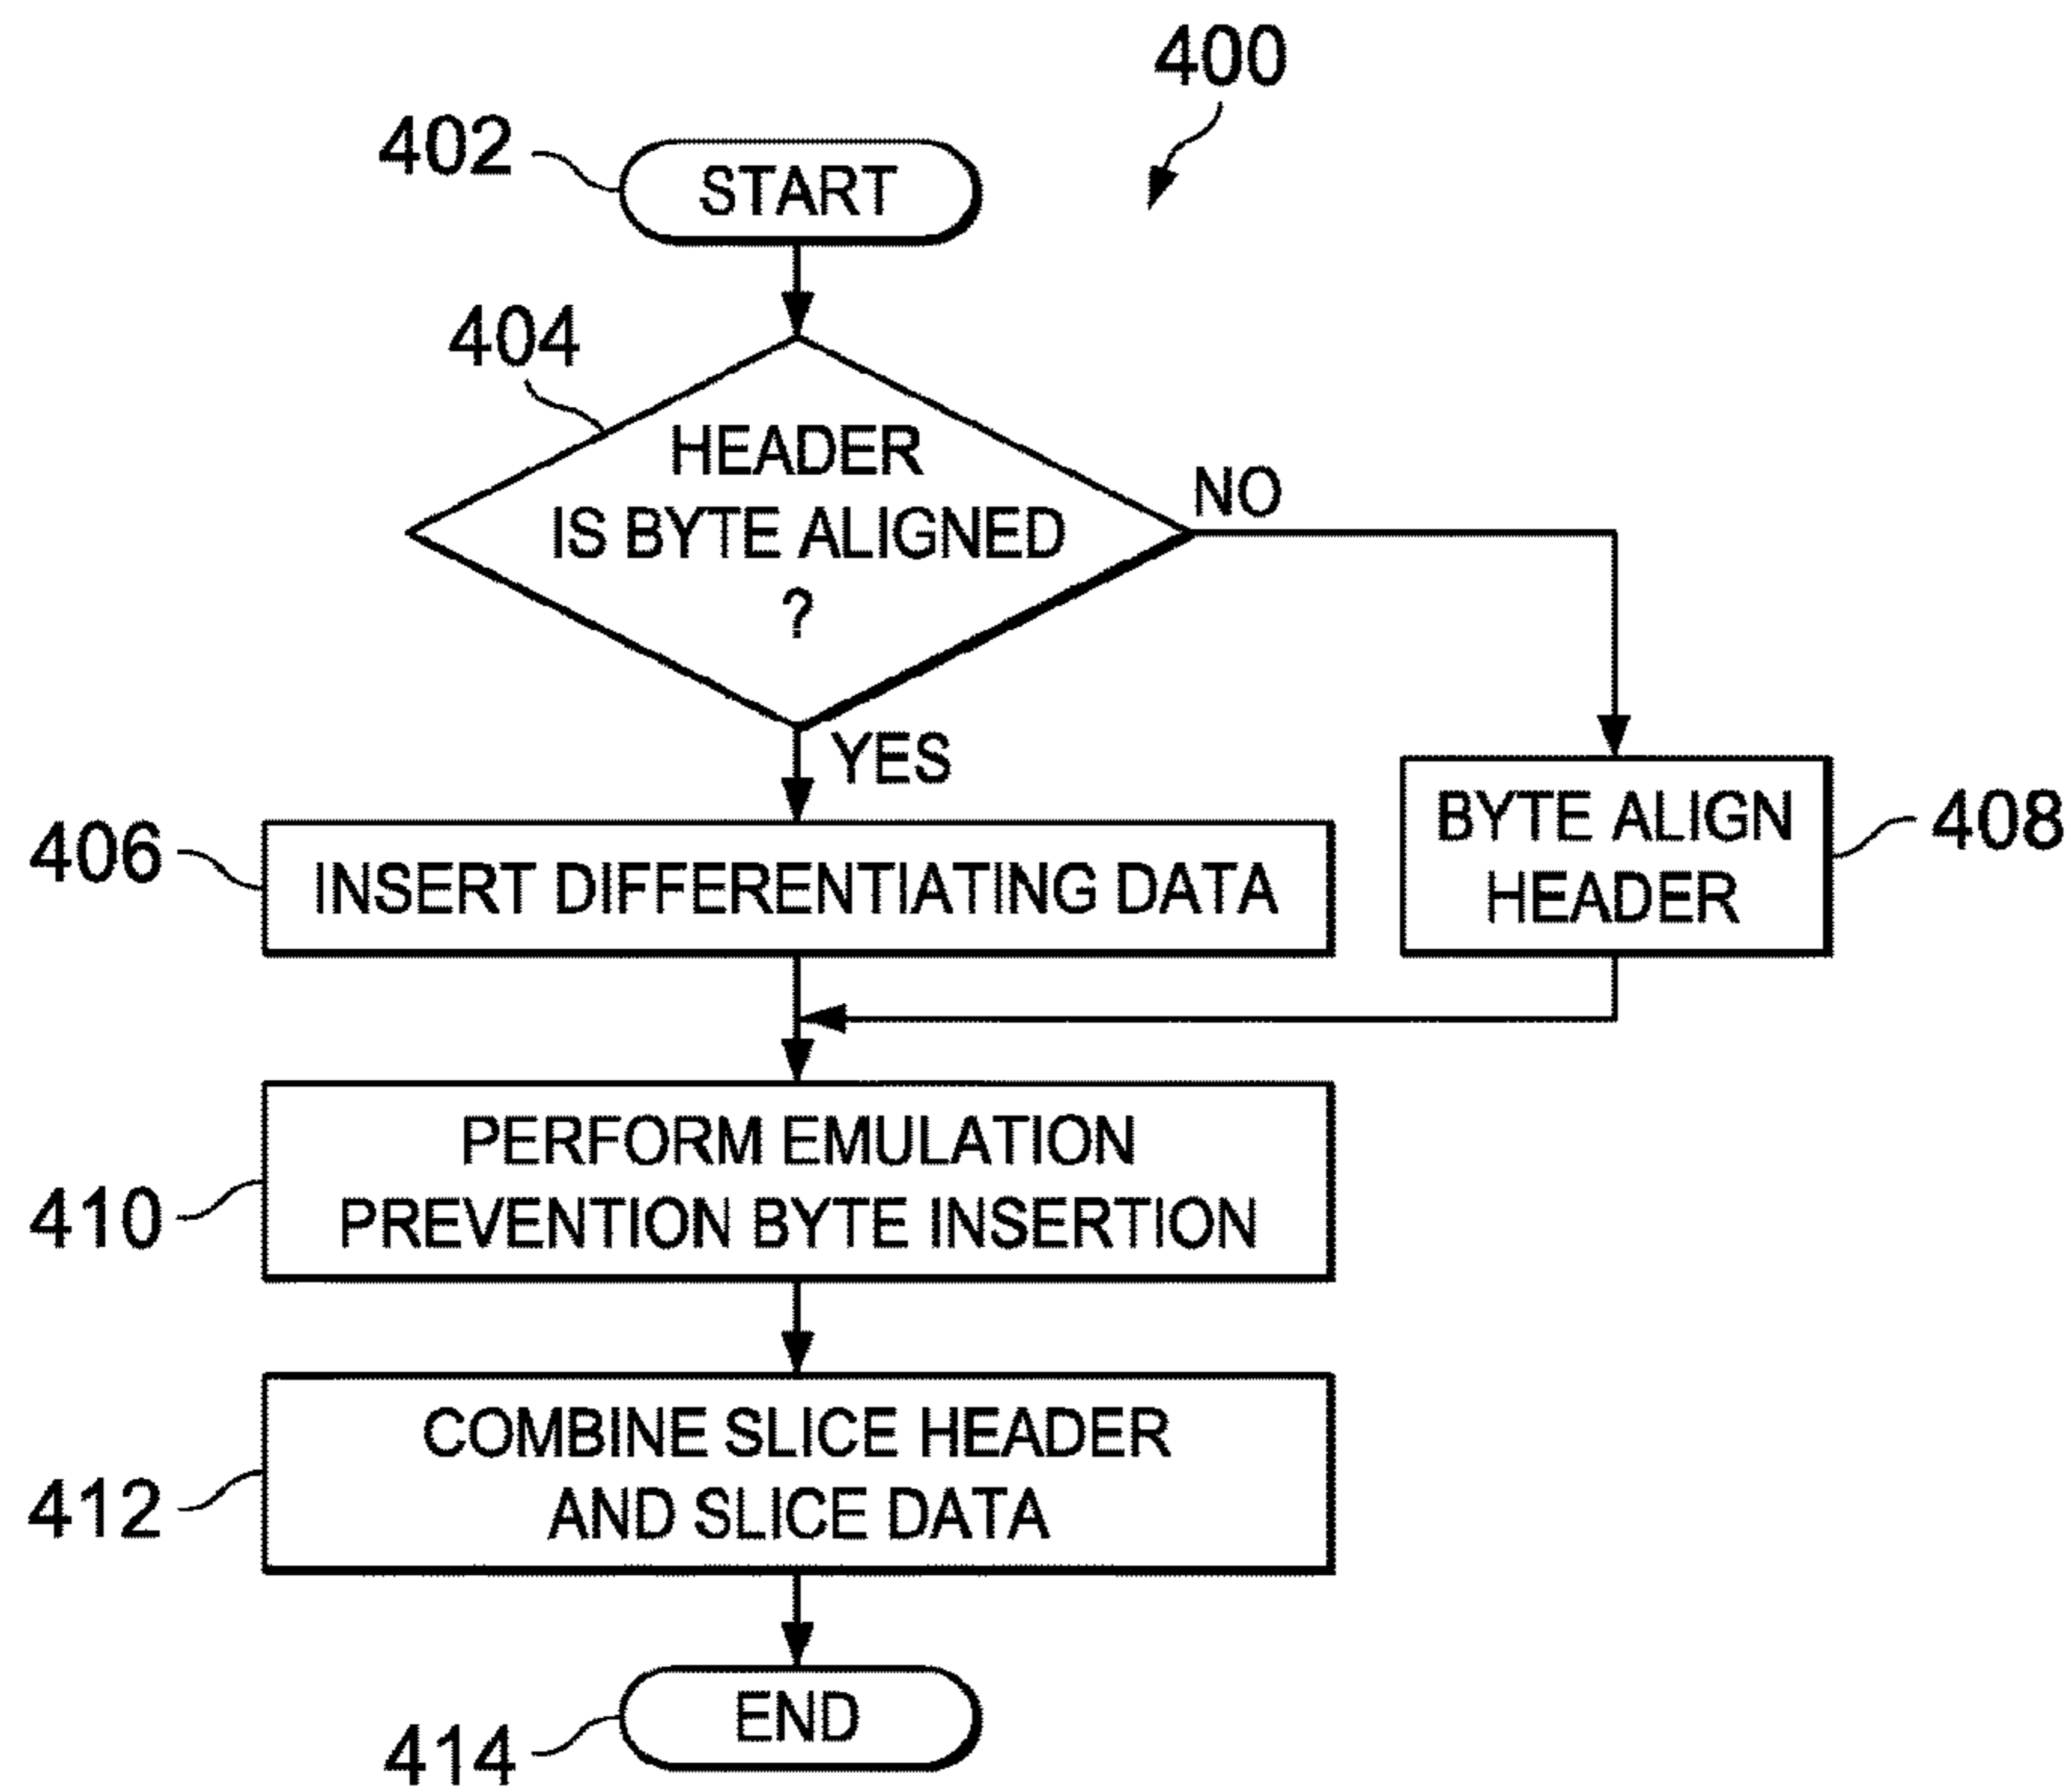 400
402
START
404
HEADER
IS BYTE ALIGNED
?
NO
YES
406
INSERT DIFFERENTIATING DATA
BYTE ALIGN
HEADER
408
410
PERFORM EMULATION
PREVENTION BYTE INSERTION
412
COMBINE SLICE HEADER
AND SLICE DATA
414
END